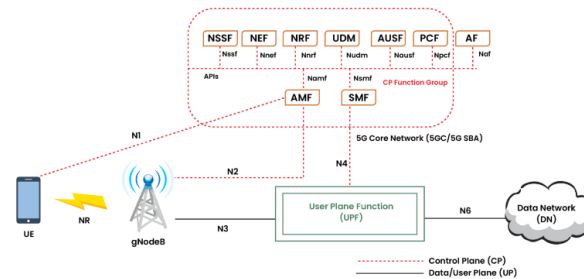 NSSF NEF NRF UDM AUSF PCF AF
Nssf Nnef Nnrf Nudm Nausf Npcf Naf
APIs Namf Nsmf CP Function Group
AMF SMF
N1
5G Core Network (5GC/5G SBA)
N2 N4
User Plane Function
(UPF)
Data Network
(DN)
NR N3 N6
UE gNodeB
Control Plane (CP)
Data/User Plane (UP)